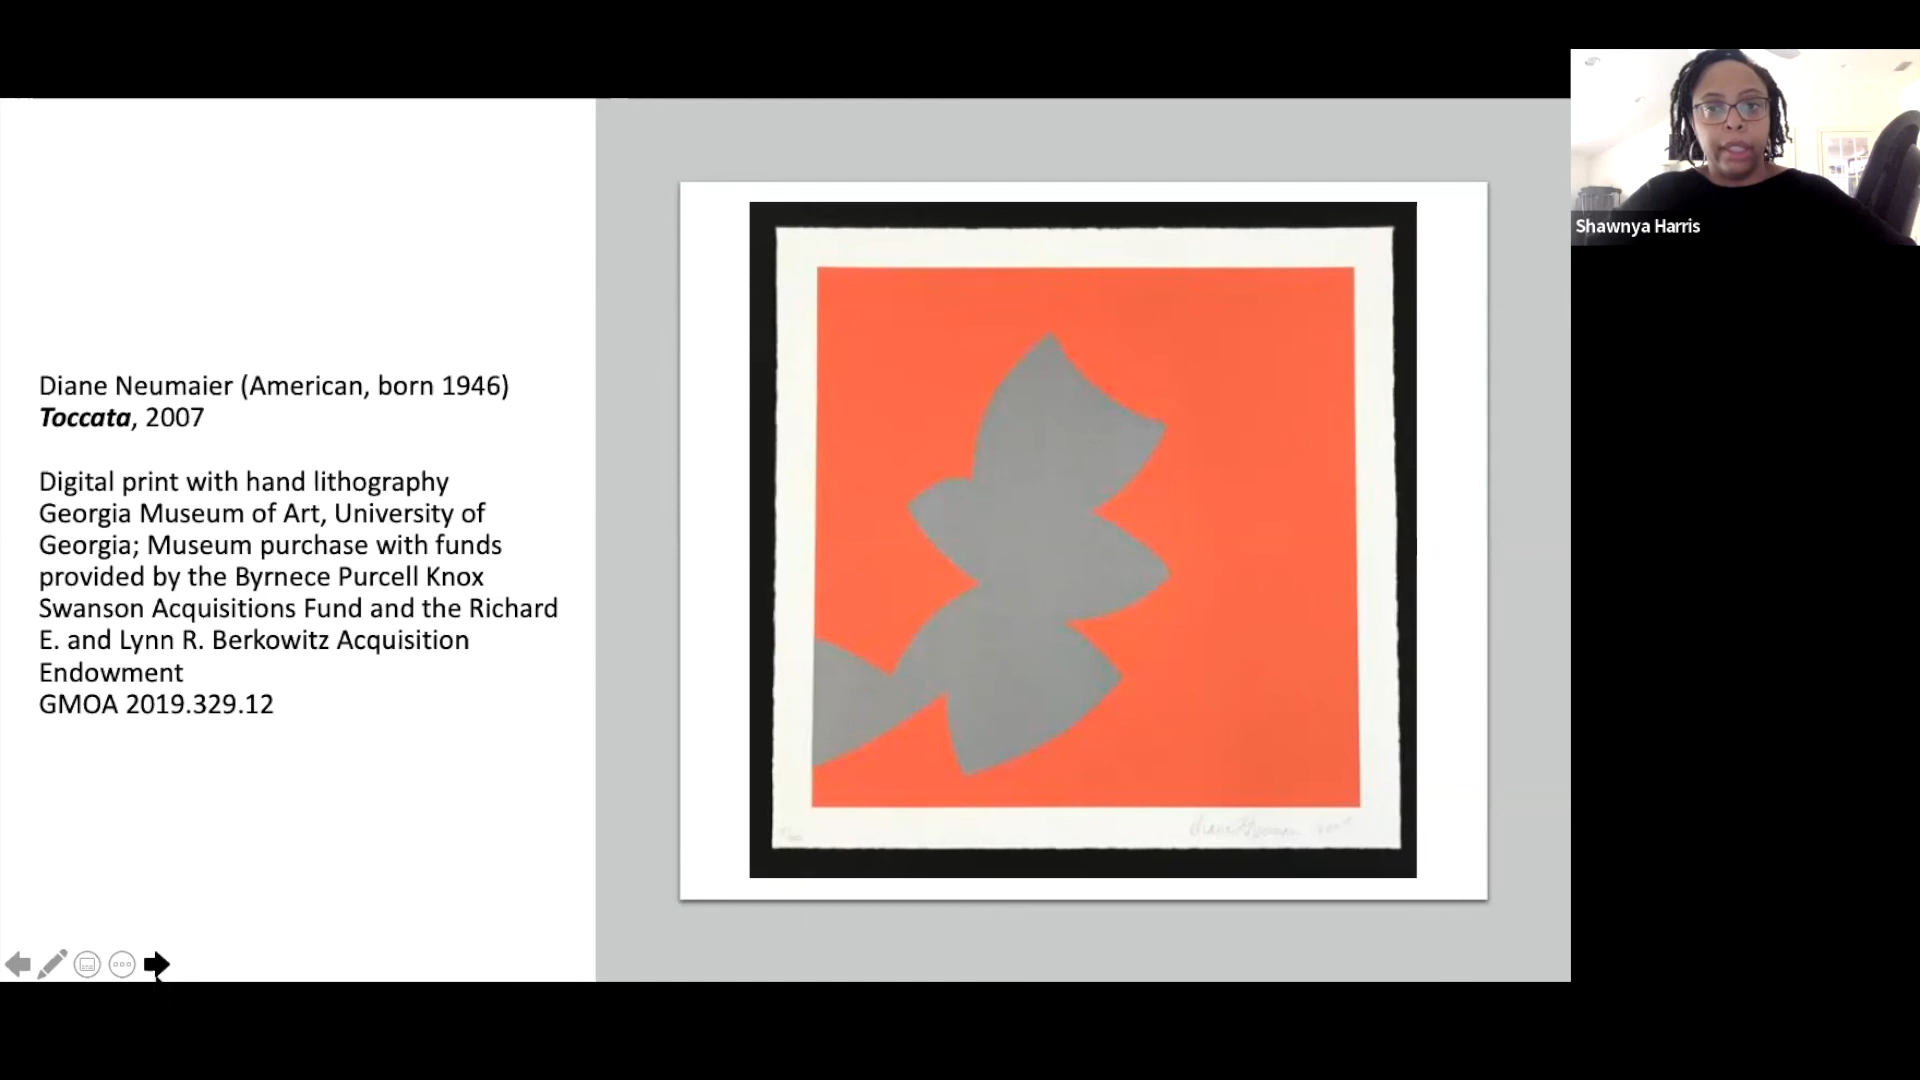 Diane Neumaier (American, born 1946)
Toccata, 2007
Digital print with hand lithography
Georgia Museum of Art, University of
Georgia; Museum purchase with funds
provided by the Byrnece Purcell Knox
Swanson Acquisitions Fund and the Richard
E. and Lynn R. Berkowitz Acquisition
Endowment
GMOA 2019.329.12
Shawnya Harris